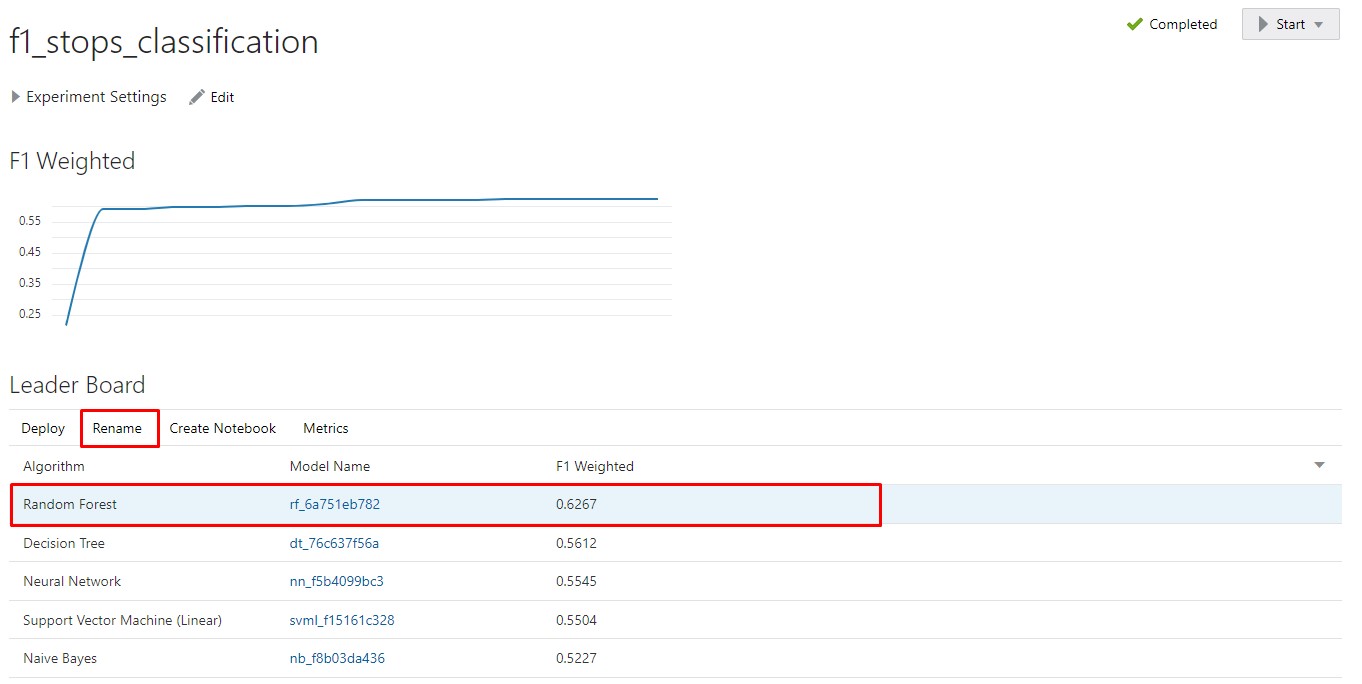 Completed
Start
f1_stops_classification
Experiment Settings
Edit
F1 Weighted
0.55
0.45
0.35
0.25
Leader Board
Deploy Rename Create Notebook Metrics
Algorithm Model Name F1 Weighted
Random Forest rf_6a751eb782 0.6267
Decision Tree dt_76c637f56a 0.5612
Neural Network nn_f5b4099bc3 0.5545
Support Vector Machine (Linear) svml_f15161c328 0.5504
Naive Bayes nb_f8b03da436 0.5227